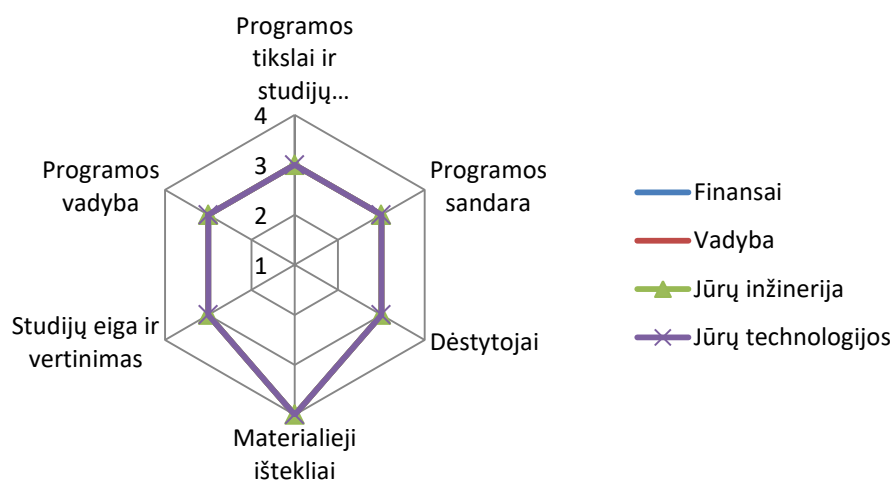 Programos
tikslai ir
studijų...
4
3
2
1
Programos
sandara
Dėstytojai
Materialieji
ištekliai
Studijų eiga ir
vertinimas
Programos
vadyba
Finansai
Vadyba
Jūrų inžinerija
Jūrų technologijos